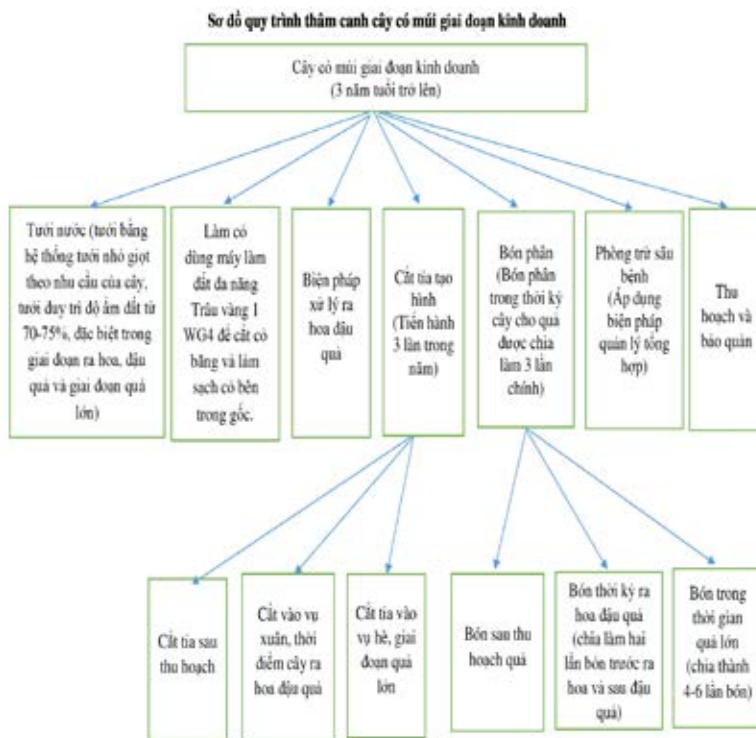 Sơ đồ quy trình thâm canh cây có múi giai đoạn kinh doanh
Cây có múi giai đoạn kinh doanh
(3 năm tuổi trở lên)
Tưới nước (tưới bằng
hệ thống tưới nhỏ giọt
theo nhu cầu của cây,
tưới duy trì độ ẩm đất từ
70-75%, đặc biệt trong
giai đoạn ra hoa, đậu
quả và giai đoạn quả
lớn)
Làm cỏ
dùng máy làm
đất đa năng
Trâu vàng 1
WG4 để cắt cỏ
băng và làm
sạch cỏ bên
trong gốc.
Biện pháp
xử lý ra
hoa đậu
quả
Cắt tỉa tạo
hình
(Tiến hành
3 lần trong
năm)
Bón phân
(Bón phân
trong thời kỳ
cây cho quả
được chia
làm 3 lần
chính)
Phòng trừ sâu
bệnh
(Áp dụng
biện pháp
quản lý tổng
hợp)
Thu
hoạch và
bảo quản
Cắt tỉa sau
thu hoạch
Cắt vào vụ
xuân, thời
điểm cây ra
hoa đậu quả
Cắt tỉa vào
vụ hè, giai
đoạn quả
lớn
Bón sau thu
hoạch quả
Bón thời kỳ ra
hoa đậu quả
(chia làm hai
lần bón trước ra
hoa và sau đậu
quả)
Bón trong
thời gian
quả lớn
(chia thành
4-6 lần bón)